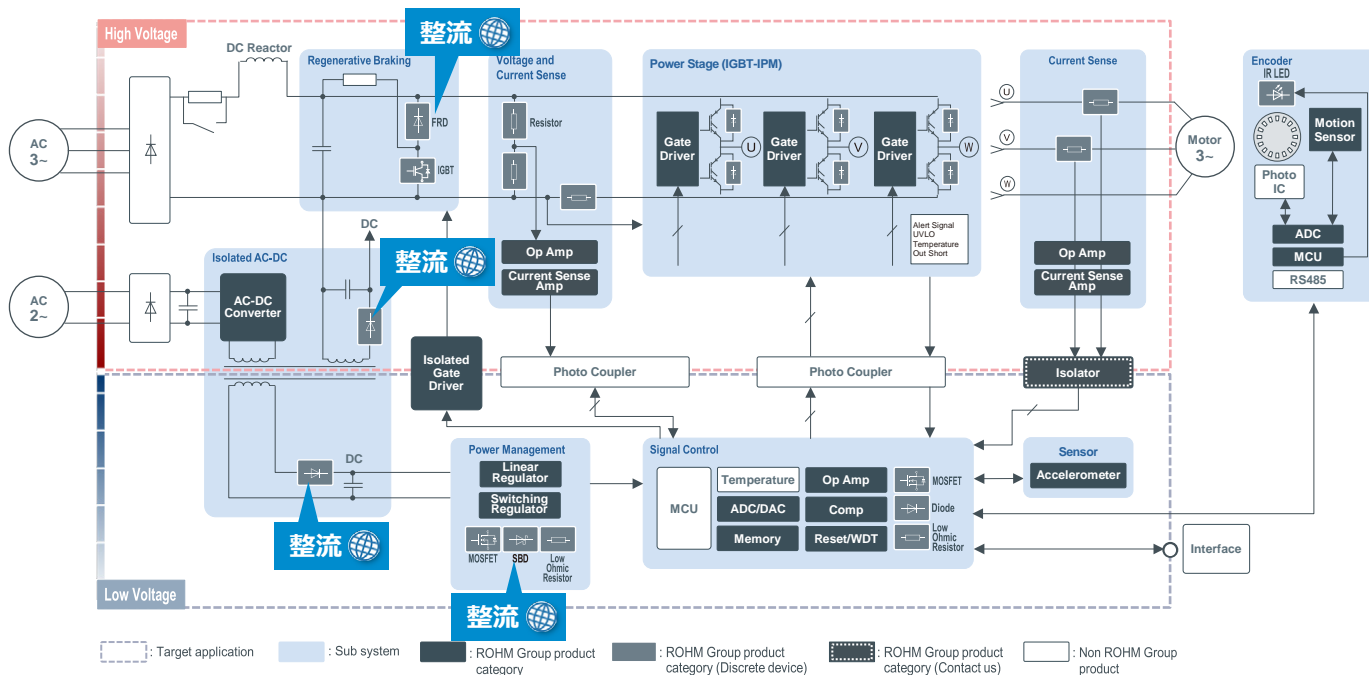 High Voltage
整流
DC Reactor
Regenerative Braking
Voltage and
Current Sense
Power Stage (IGBT-IPM)
Current Sense
Encoder
IR LED
AC
3~
FRD
IGBT
Resistor
Gate
Driver
U
Gate
Driver
V
Gate
Driver
W
U
V
W
Motor
3~
Motion
Sensor
Photo
IC
ADC
MCU
RS485
Alert Signal
UVLO
Temperature
Out Short
DC
整流
Isolated AC-DC
Op Amp
Current Sense
Amp
Op Amp
Current Sense
Amp
AC
2~
AC-DC
Converter
Isolated
Gate
Driver
Photo Coupler
Photo Coupler
Isolator
Power Management
Linear
Regulator
Switching
Regulator
MOSFET
SBD
Low
Ohmic
Resistor
DC
整流
整流
Signal Control
MCU
Temperature
ADC/DAC
Memory
Op Amp
Comp
Reset/WDT
MOSFET
Diode
Low
Ohmic
Resistor
Sensor
Accelerometer
Interface
Low Voltage
: Target application
: Sub system
: ROHM Group product
category
: ROHM Group product
category (Discrete device)
: ROHM Group product
category (Contact us)
: Non ROHM Group
product